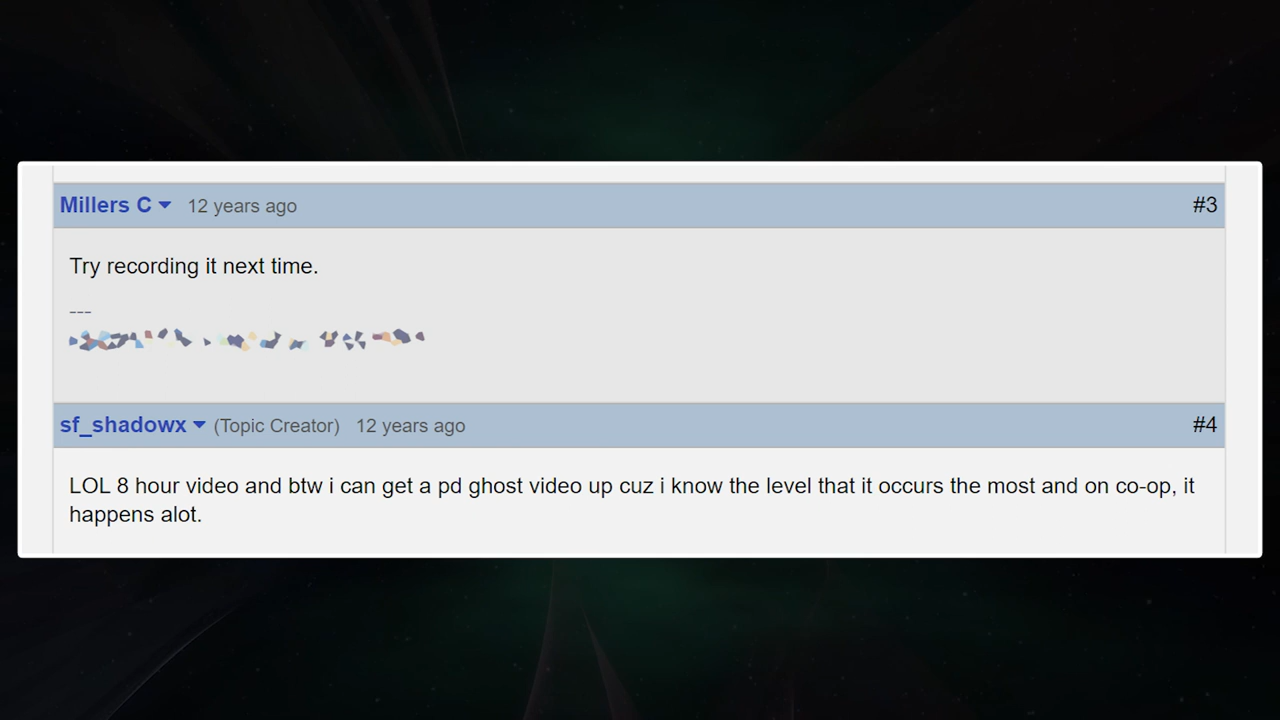 Millers C 12 years ago #3
Try recording it next time.
---
sf_shadowx (Topic Creator) 12 years ago #4
LOL 8 hour video and btw i can get a pd ghost video up cuz i know the level that it occurs the most and on co-op, it
happens alot.